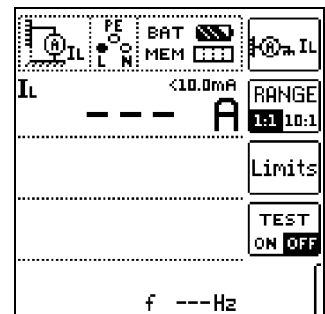 A IL
PE
L N
BAT
MEM
A IL
IL <10.0mA
--- A
RANGE
1:1 10:1
Limits
TEST
ON OFF
f ---Hz